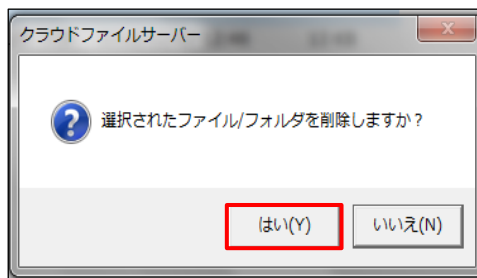 クラウドファイルサーバー
選択されたファイル/フォルダを削除しますか？
はい(Y)
いいえ(N)